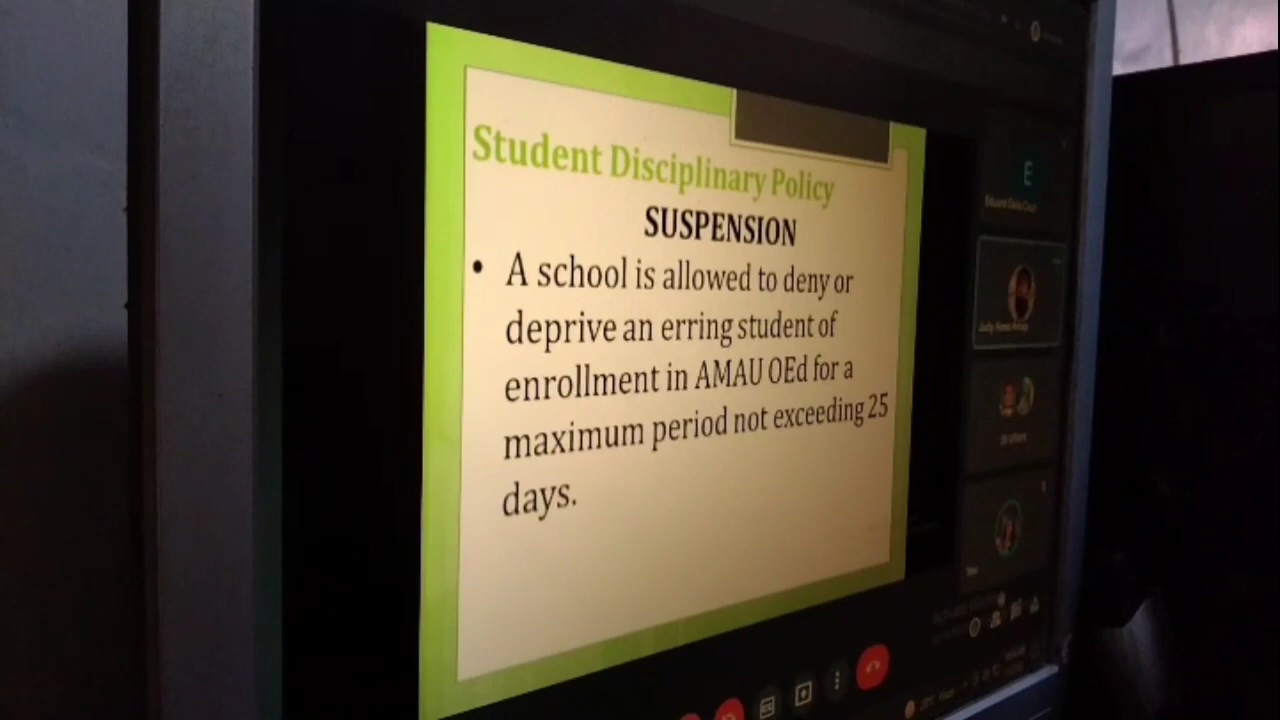 Student Disciplinary Policy
SUSPENSION
• A school is allowed to deny or
deprive an erring student of
enrollment in AMAU OEd for a
maximum period not exceeding 25
days.
E